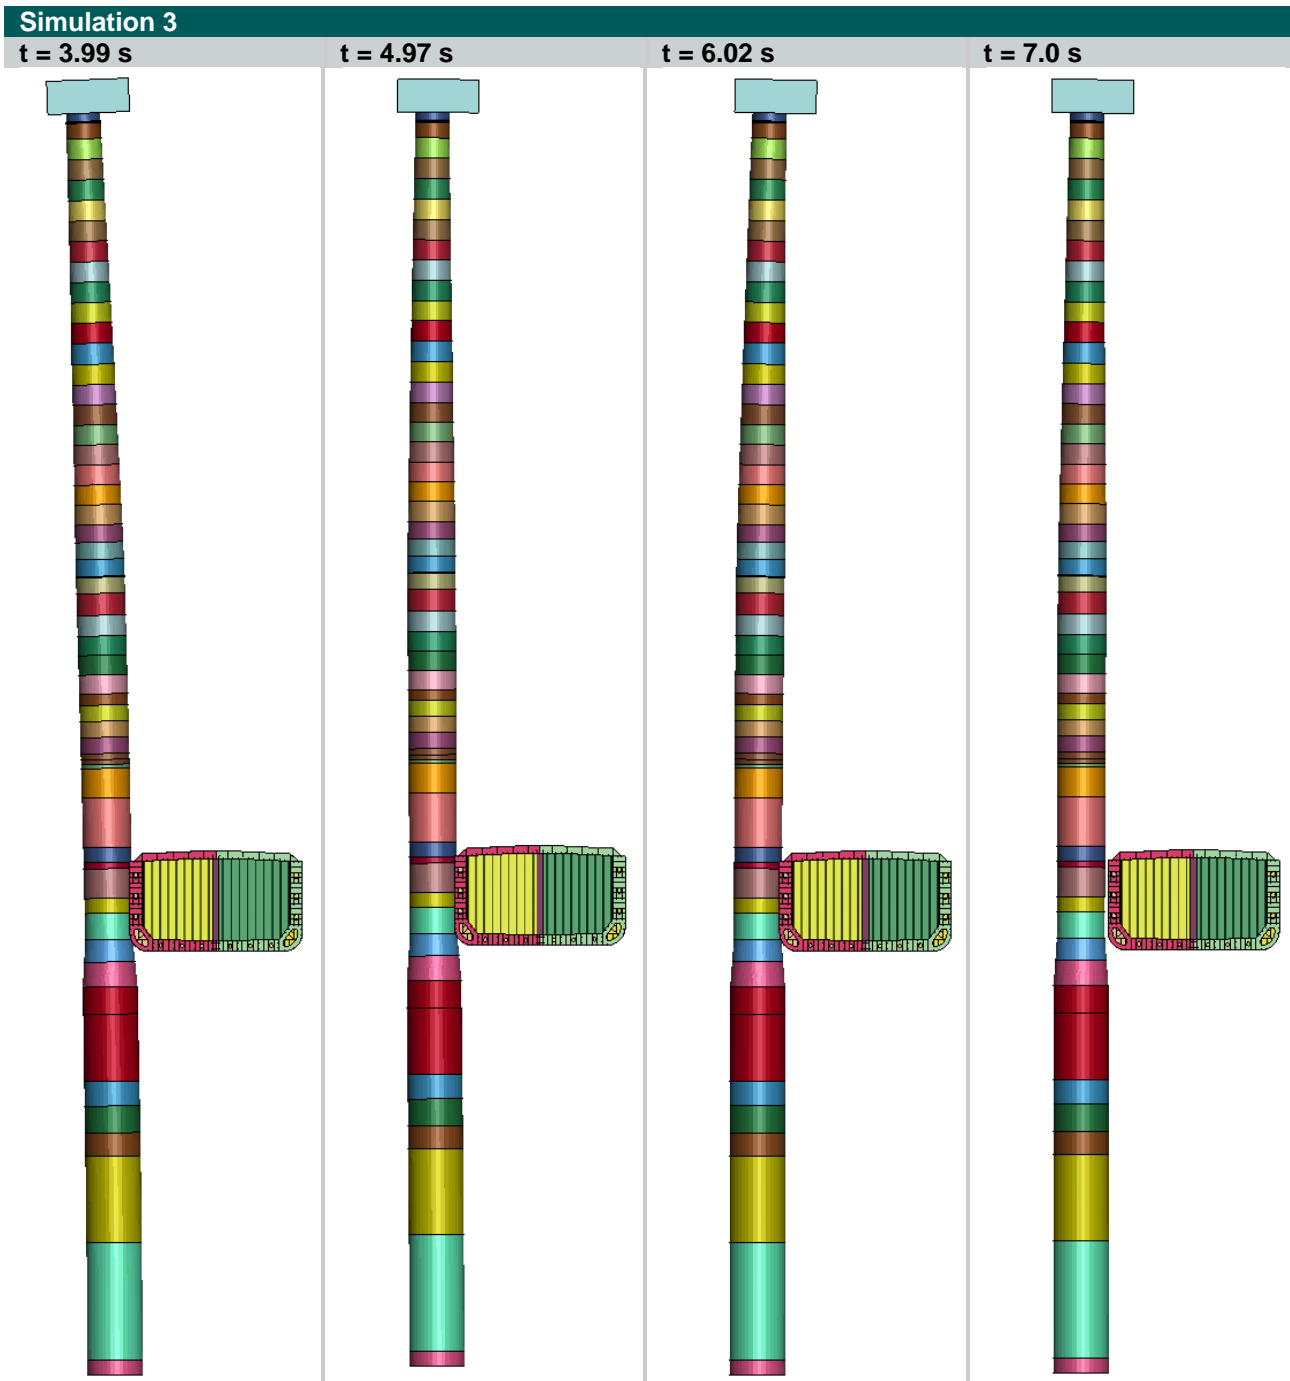 Simulation 3
t = 3.99 s
t = 4.97 s
t = 6.02 s
t = 7.0 s